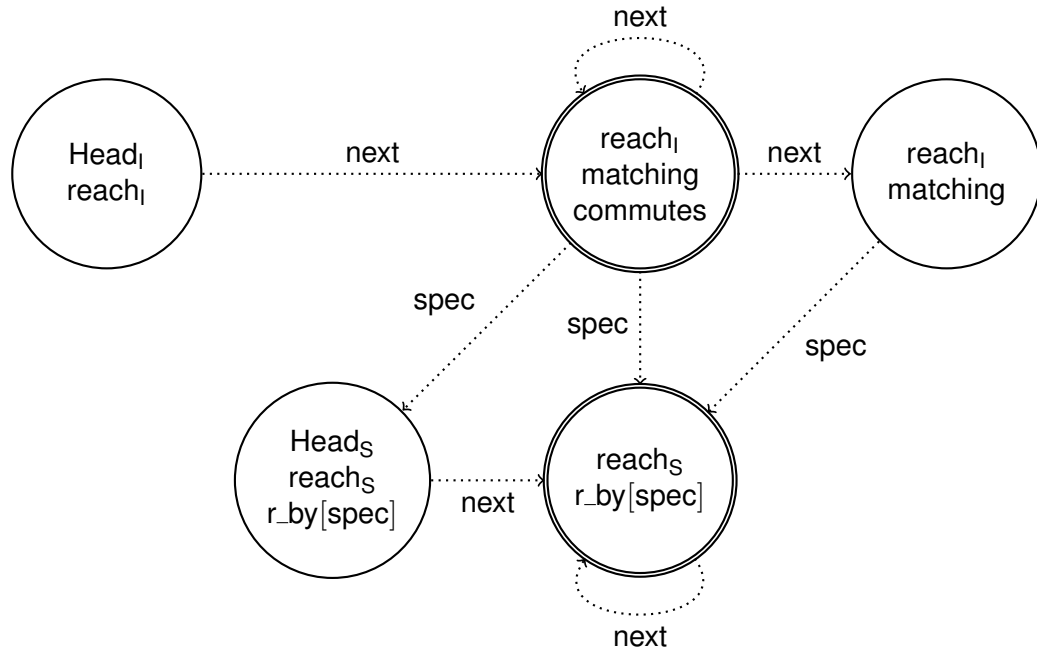 next
Head_I
reach_I
next
reach_I
matching
commutes
next
reach_I
matching
spec
spec
spec
Head_S
reach_S
r_by[spec]
next
reach_S
r_by[spec]
next